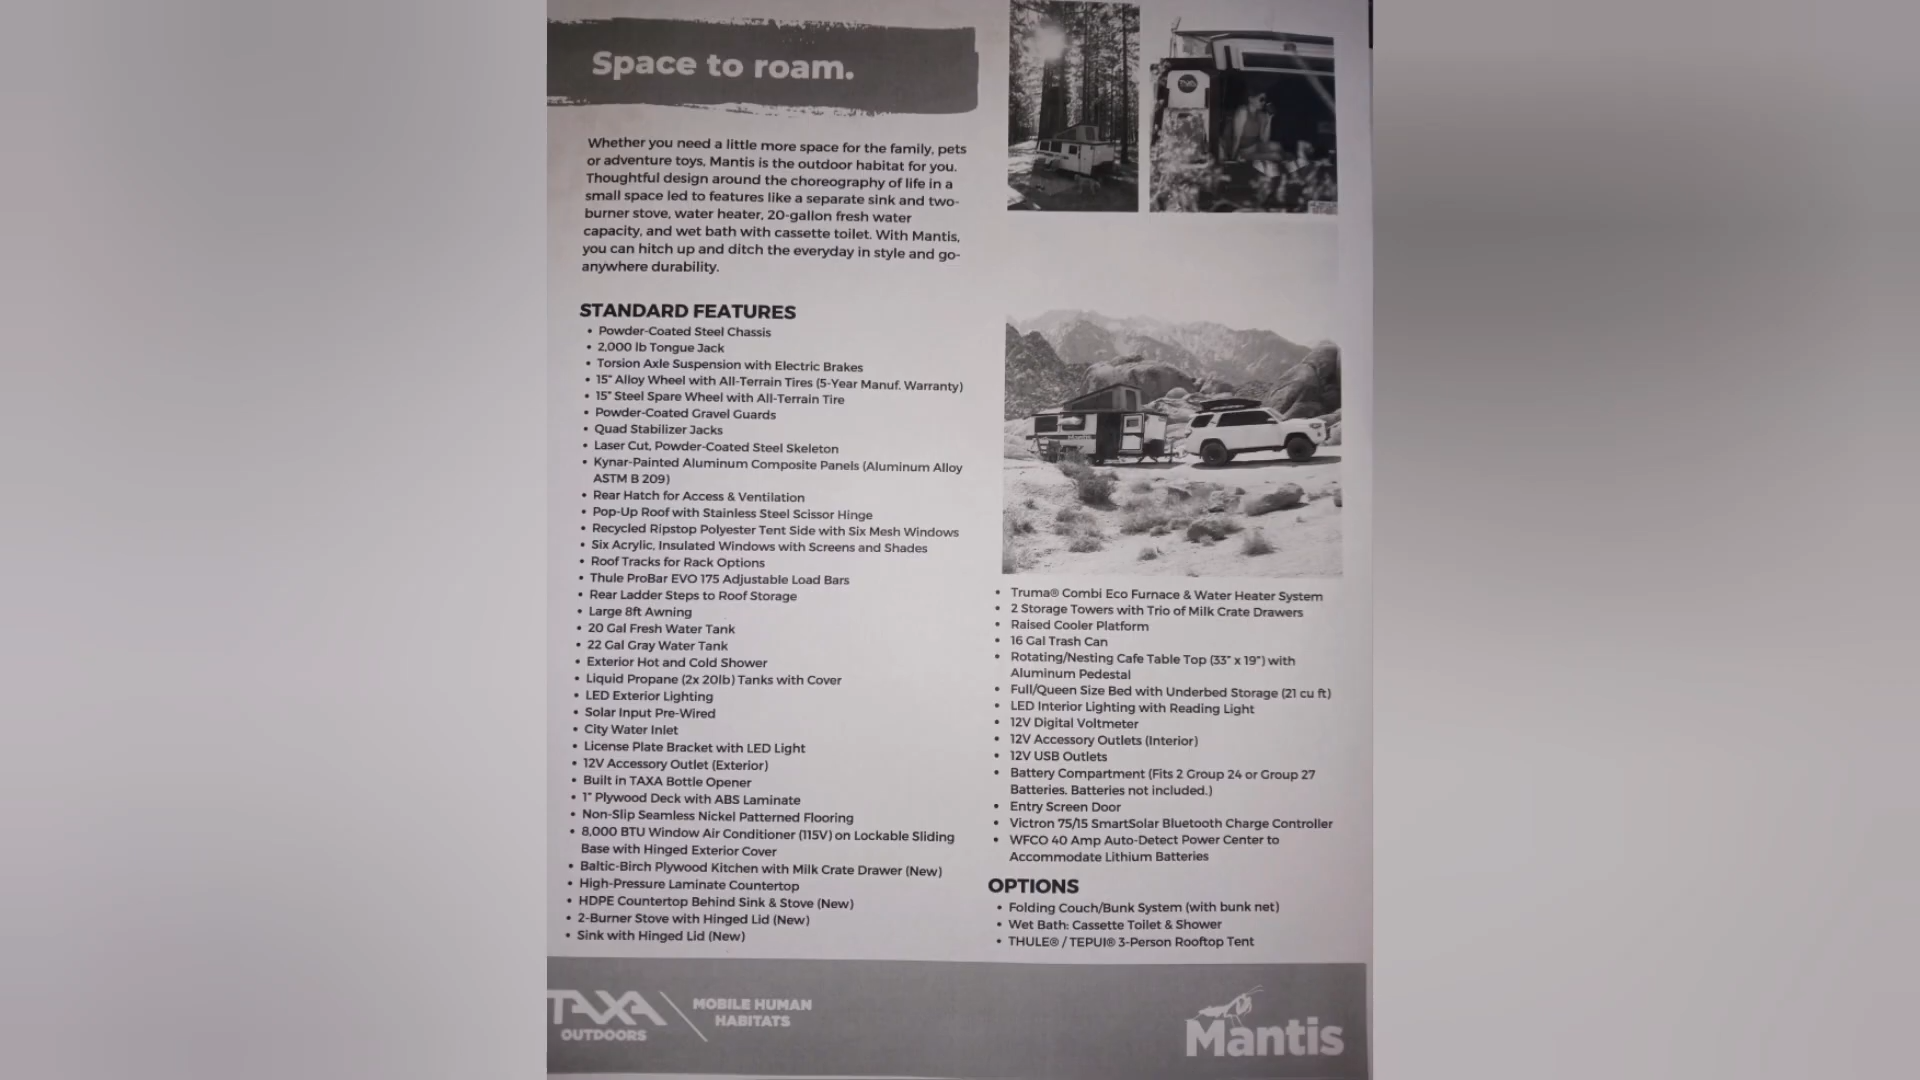 Space to roam.
Whether you need a little more space for the family, pets
or adventure toys, Mantis is the outdoor habitat for you.
Thoughtful design around the choreography of life in a
small space led to features like a separate sink and two-
burner stove, water heater, 20-gallon fresh water
capacity, and wet bath with cassette toilet. With Mantis,
you can hitch up and ditch the everyday in style and go-
anywhere durability.
STANDARD FEATURES
• Powder-Coated Steel Chassis
• 2,000 lb Tongue Jack
• Torsion Axle Suspension with Electric Brakes
• 15" Alloy Wheel with All-Terrain Tires (5-Year Manuf. Warranty)
• 15" Steel Spare Wheel with All-Terrain Tire
• Powder-Coated Gravel Guards
• Quad Stabilizer Jacks
• Laser Cut, Powder-Coated Steel Skeleton
• Kynar-Painted Aluminum Composite Panels (Aluminum Alloy
ASTM B 209)
• Rear Hatch for Access & Ventilation
• Pop-Up Roof with Stainless Steel Scissor Hinge
• Recycled Ripstop Polyester Tent Side with Six Mesh Windows
• Six Acrylic, Insulated Windows with Screens and Shades
• Roof Tracks for Rack Options
• Thule ProBar EVO 175 Adjustable Load Bars
• Rear Ladder Steps to Roof Storage
• Large 8ft Awning
• 20 Gal Fresh Water Tank
• 22 Gal Gray Water Tank
• Exterior Hot and Cold Shower
• Liquid Propane (2x 20lb) Tanks with Cover
• LED Exterior Lighting
• Solar Input Pre-Wired
• City Water Inlet
• License Plate Bracket with LED Light
• 12V Accessory Outlet (Exterior)
• Built in TAXA Bottle Opener
• 1" Plywood Deck with ABS Laminate
• Non-Slip Seamless Nickel Patterned Flooring
• 8,000 BTU Window Air Conditioner (115V) on Lockable Sliding
Base with Hinged Exterior Cover
• Baltic-Birch Plywood Kitchen with Milk Crate Drawer (New)
• High-Pressure Laminate Countertop
• HDPE Countertop Behind Sink & Stove (New)
• 2-Burner Stove with Hinged Lid (New)
• Sink with Hinged Lid (New)
TAXA
Mantis
• Truma® Combi Eco Furnace & Water Heater System
• 2 Storage Towers with Trio of Milk Crate Drawers
• Raised Cooler Platform
• 16 Gal Trash Can
• Rotating/Nesting Cafe Table Top (33" x 19") with
Aluminum Pedestal
• Full/Queen Size Bed with Underbed Storage (21 cu ft)
• LED Interior Lighting with Reading Light
• 12V Digital Voltmeter
• 12V Accessory Outlets (Interior)
• 12V USB Outlets
• Battery Compartment (Fits 2 Group 24 or Group 27
Batteries. Batteries not included.)
• Entry Screen Door
• Victron 75/15 SmartSolar Bluetooth Charge Controller
• WFCO 40 Amp Auto-Detect Power Center to
Accommodate Lithium Batteries
OPTIONS
• Folding Couch/Bunk System (with bunk net)
• Wet Bath: Cassette Toilet & Shower
• THULE® / TEPUI® 3-Person Rooftop Tent
TAXA
OUTDOORS
MOBILE HUMAN
HABITATS
Mantis